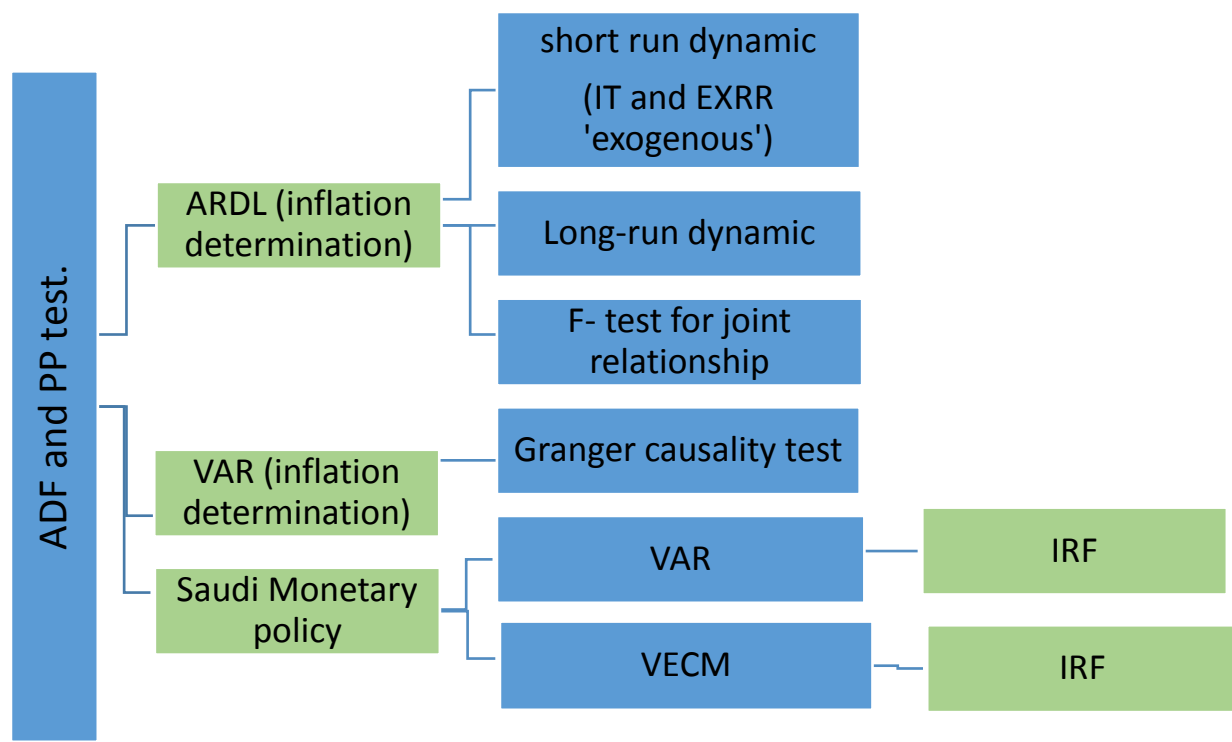 ADF and PP test.
ARDL (inflation
determination)
short run dynamic
(IT and EXRR
'exogenous')
Long-run dynamic
F- test for joint
relationship
VAR (inflation
determination)
Granger causality test
Saudi Monetary
policy
VAR
IRF
VECM
IRF